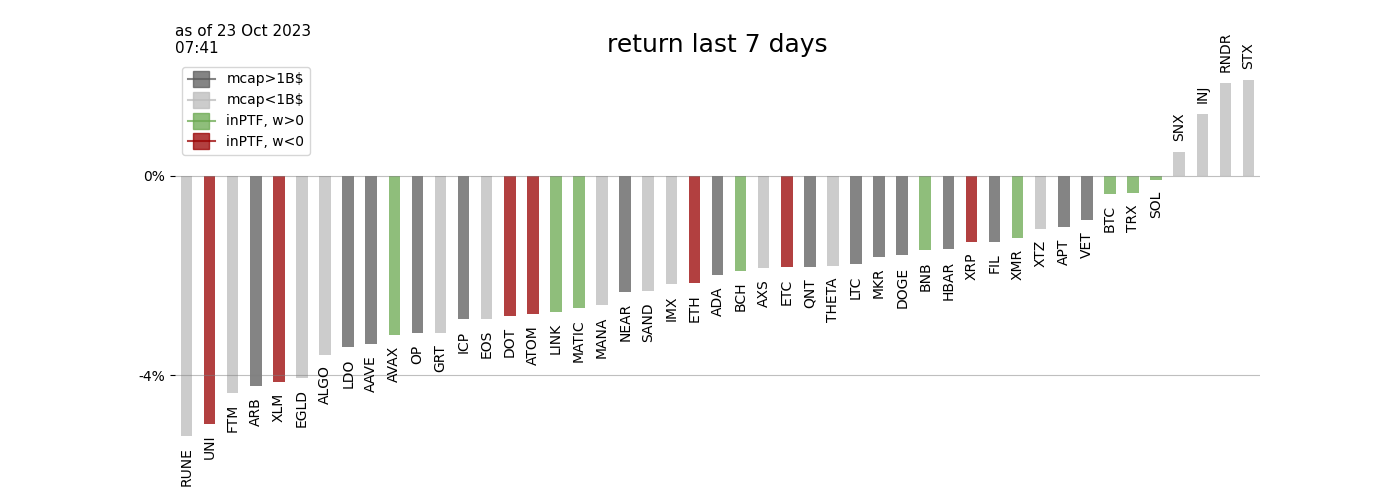 as of 23 Oct 2023
07:41
return last 7 days
mcap>1B$
mcap<1B$
inPTF, w>0
inPTF, w<0
0%
-4%
RUNE
UNI
FTM
ARB
XLM
EGLD
ALGO
LDO
AAVE
AVAX
OP
GRT
ICP
EOS
DOT
ATOM
LINK
MATIC
MANA
NEAR
SAND
IMX
ETH
ADA
BCH
AXS
ETC
QNT
THETA
LTC
MKR
DOGE
BNB
HBAR
XRP
FIL
XMR
XTZ
APT
VET
BTC
TRX
SOL
SNX
INJ
RNDR
STX